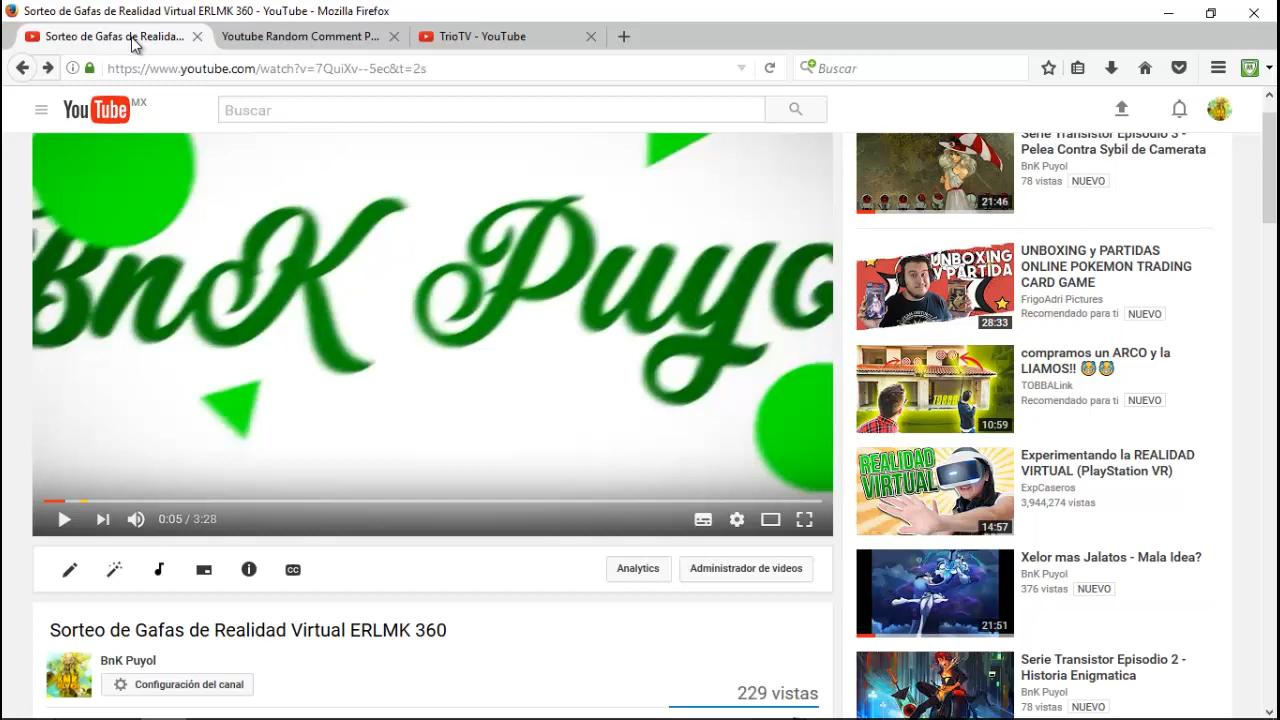 Sorteo de Gafas de Realidad Virtual ERLMK 360 - YouTube - Mozilla Firefox
Sorteo de Gafas de Realida...
Youtube Random Comment P...
TrioTV - YouTube
https://www.youtube.com/watch?v=7QuiXv--5ec&t=2s
Buscar
YouTube MX
Buscar
BnK Puyo
0:05 / 3:28
CC
Analytics
Administrador de videos
Sorteo de Gafas de Realidad Virtual ERLMK 360
BnK Puyol
Configuración del canal
229 vistas
Serie Transistor Episodio 3 -
Pelea Contra Sybil de Camerata
BnK Puyol
78 vistas NUEVO
21:46
UNBOXING
Y PARTIDA
28:33
UNBOXING y PARTIDAS
ONLINE POKEMON TRADING
CARD GAME
FrigoAdri Pictures
Recomendado para ti NUEVO
10:59
compramos un ARCO y la
LIAMOS!! 😹😹
TOBBALink
Recomendado para ti NUEVO
REALIDAD
VIRTUAL
14:57
Experimentando la REALIDAD
VIRTUAL (PlayStation VR)
ExpCaseros
3,944,274 vistas
21:51
Xelor mas Jalatos - Mala Idea?
BnK Puyol
376 vistas NUEVO
Serie Transistor Episodio 2 -
Historia Enigmatica
BnK Puyol
78 vistas NUEVO